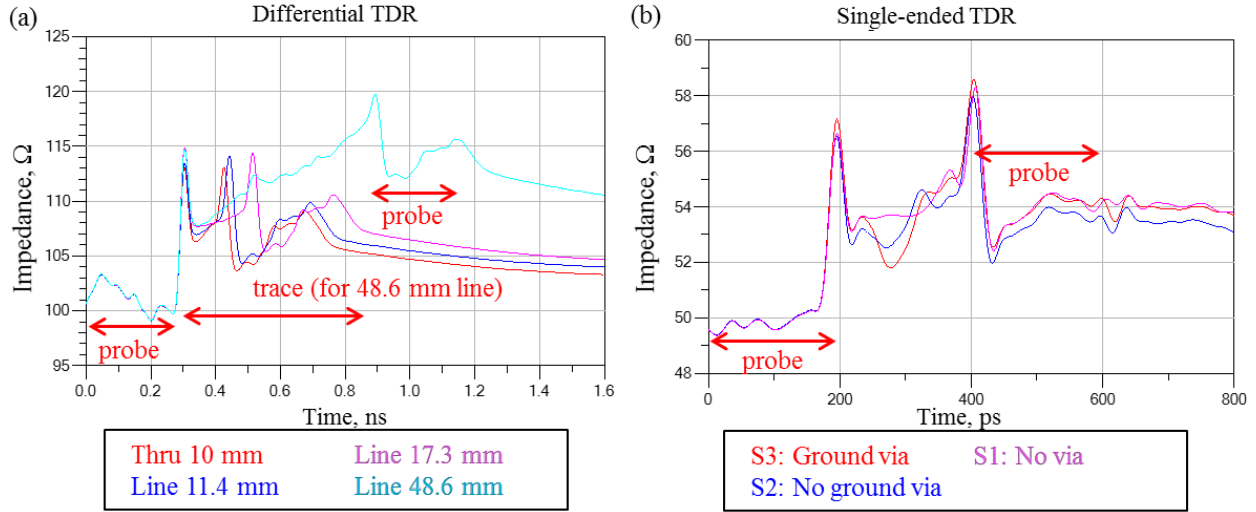 (a)
Differential TDR
Impedance, Ω
125
120
115
110
105
100
95
probe
trace (for 48.6 mm line)
probe
0.0 0.2 0.4 0.6 0.8 1.0 1.2 1.4 1.6
Time, ns
Thru 10 mm Line 17.3 mm
Line 11.4 mm Line 48.6 mm
(b)
Single-ended TDR
Impedance, Ω
60
58
56
54
52
50
48
probe
probe
0 200 400 600 800
Time, ps
S3: Ground via S1: No via
S2: No ground via